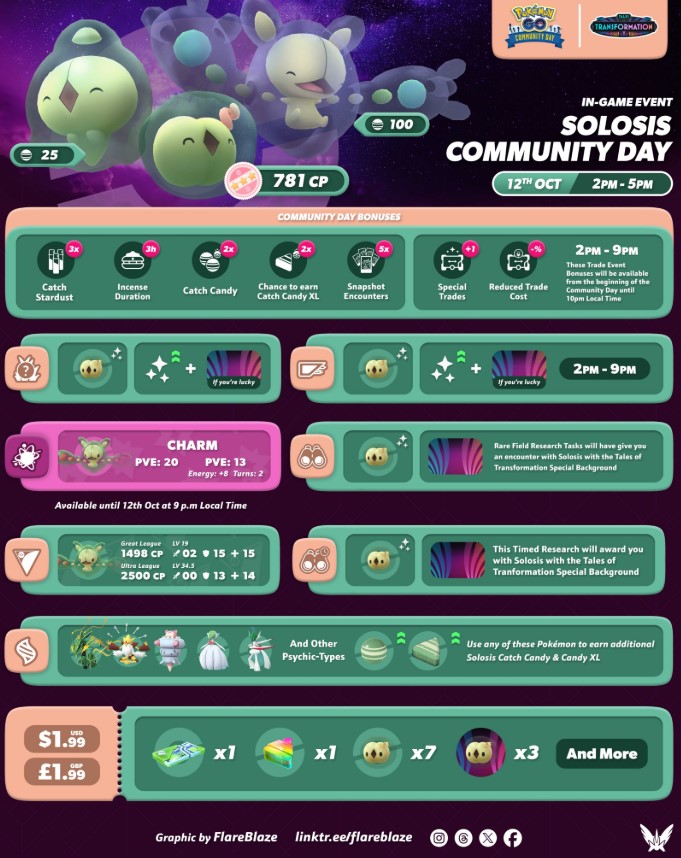 Pokémon
GO
COMMUNITY DAY
TALES OF
TRANSFORMATION
IN-GAME EVENT
SOLOSIS
COMMUNITY DAY
12TH OCT 2PM - 5PM
25
100
781 CP
COMMUNITY DAY BONUSES
3x
Catch
Stardust
3h
Incense
Duration
2x
Catch Candy
2x
Chance to earn
Catch Candy XL
5x
Snapshot
Encounters
+1
Special
Trades
-%
Reduced Trade
Cost
2PM - 9PM
These Trade Event
Bonuses will be available
from the beginning of the
Community Day until
10pm Local Time
?
+
If you're lucky
+
If you're lucky
2PM - 9PM
CHARM
PVE: 20 PVE: 13
Energy: +8 Turns: 2
Available until 12th Oct at 9 p.m Local Time
Rare Field Research Tasks will have give you
an encounter with Solosis with the Tales of
Transformation Special Background
Great League LV 19
1498 CP 02 15 + 15
Ultra League LV 34.5
2500 CP 00 13 + 14
This Timed Research will award you
with Solosis with the Tales of
Tranformation Special Background
And Other
Psychic-Types
Use any of these Pokémon to earn additional
Solosis Catch Candy & Candy XL
$1.99 USD
£1.99 GBP
x1
x1
x7
x3
And More
Graphic by FlareBlaze linktr.ee/flareblaze